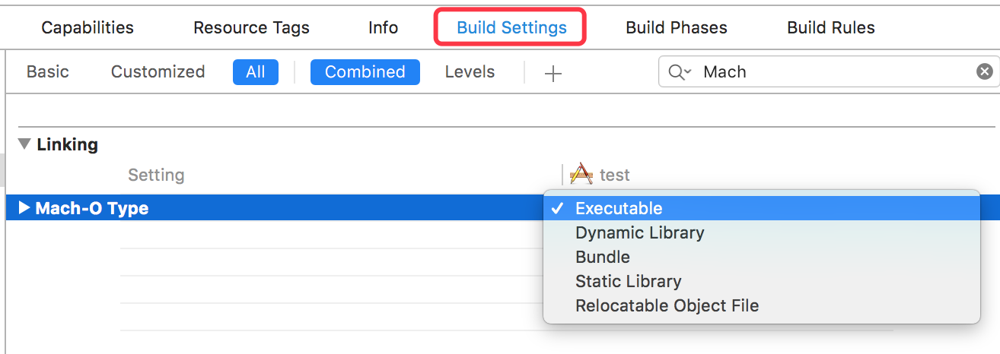 Capabilities Resource Tags Info Build Settings Build Phases Build Rules
Basic Customized All Combined Levels + Mach
Linking
Setting test
Mach-O Type Executable
Dynamic Library
Bundle
Static Library
Relocatable Object File